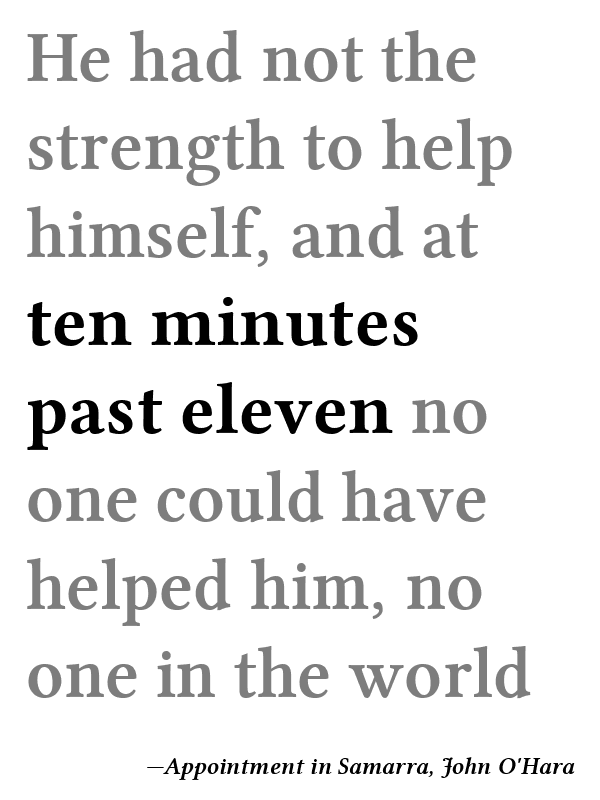 He had not the
strength to help
himself, and at
ten minutes
past eleven no
one could have
helped him, no
one in the world
—Appointment in Samarra, John O'Hara